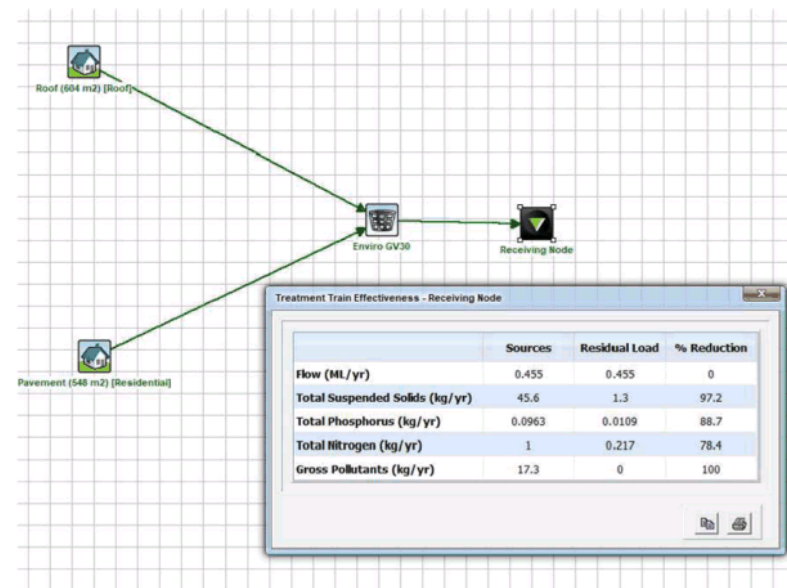 Roof (604 m2) [Roof]
Enviro GV30
Receiving Node
Treatment Train Effectiveness - Receiving Node
Sources Residual Load % Reduction
Flow (ML/yr) 0.455 0.455 0
Total Suspended Solids (kg/yr) 45.6 1.3 97.2
Total Phosphorus (kg/yr) 0.0963 0.0109 88.7
Total Nitrogen (kg/yr) 1 0.217 78.4
Gross Pollutants (kg/yr) 17.3 0 100
Pavement (548 m2) [Residential]